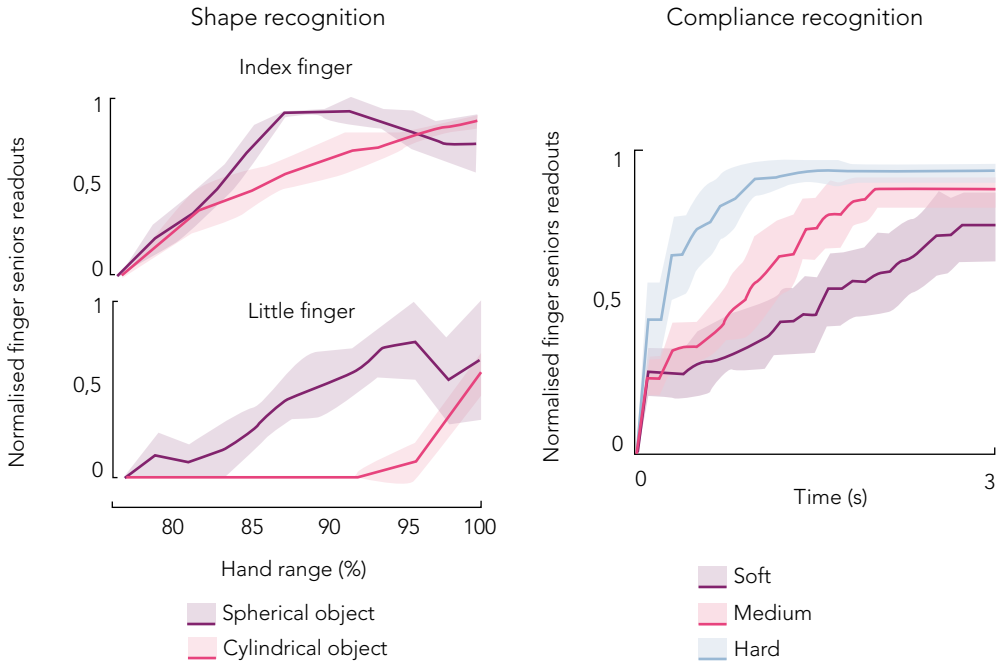 Shape recognition
Index finger
Normalised finger seniors readouts
1
0,5
0
Little finger
1
0,5
0
80 85 90 95 100
Hand range (%)
Spherical object
Cylindrical object
Compliance recognition
Normalised finger seniors readouts
1
0,5
0
0 3
Time (s)
Soft
Medium
Hard